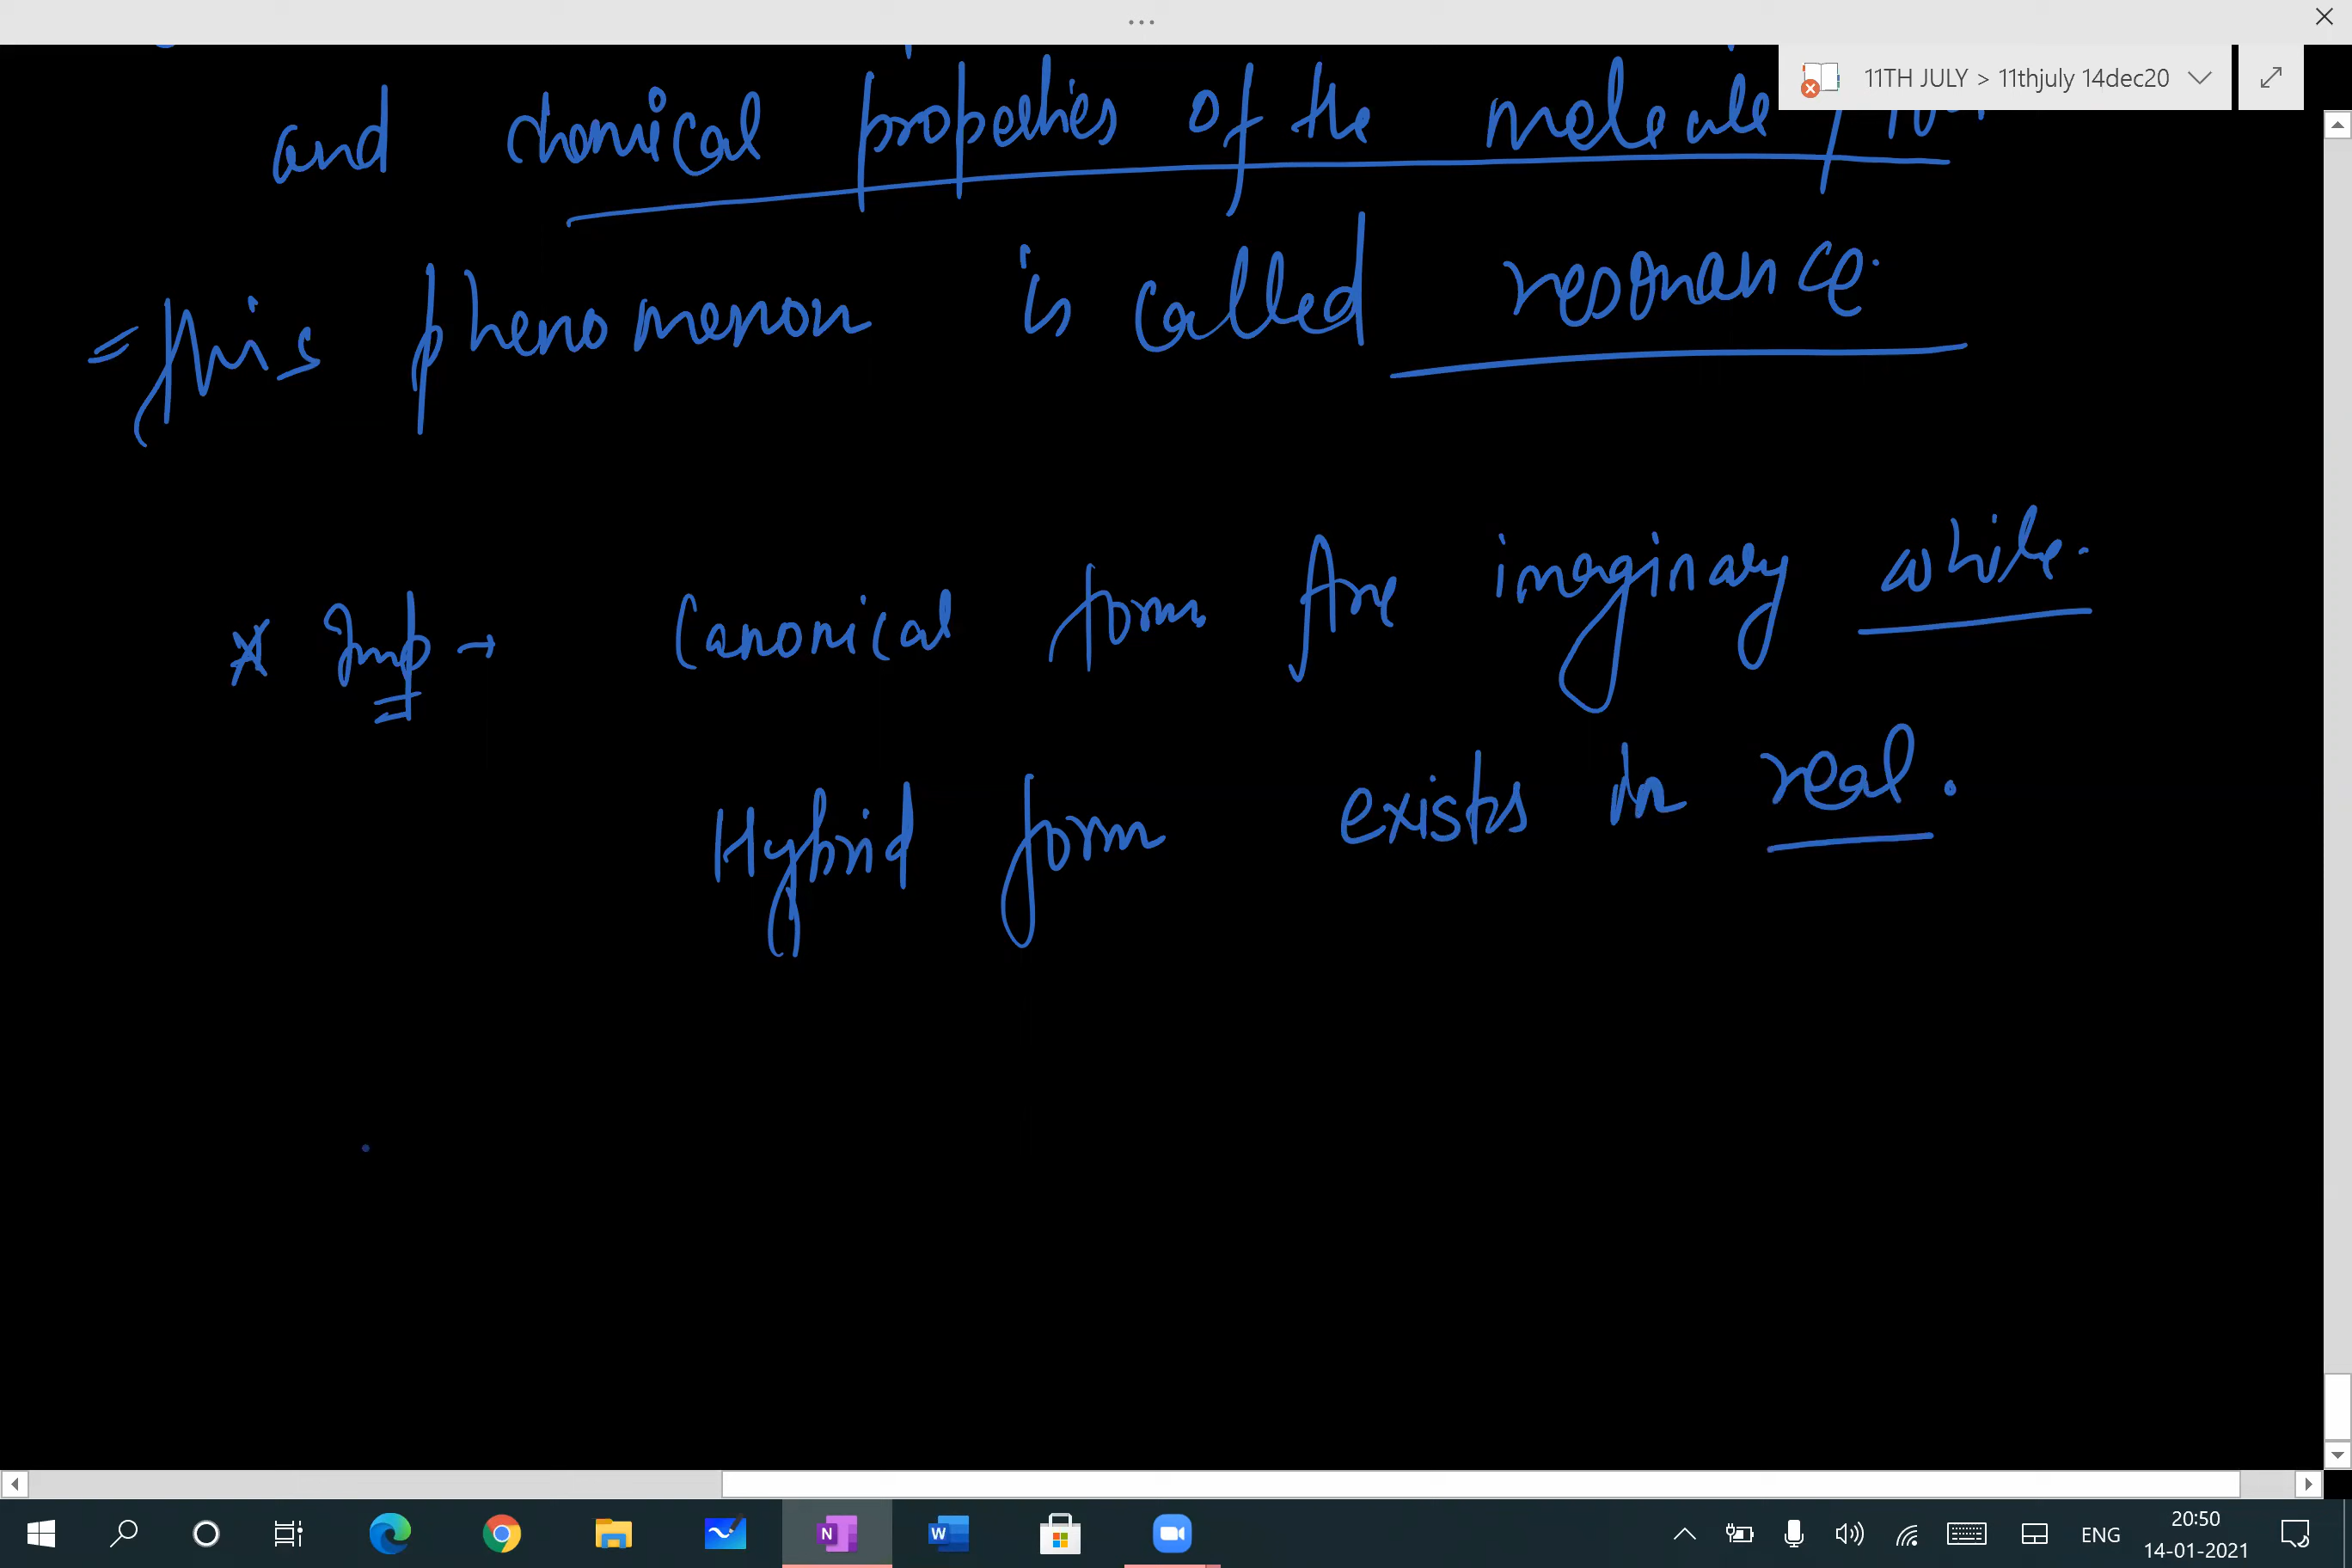 ...
11TH JULY > 11thjuly 14dec20
and chemical properties of the molecule,
⇒ This phenomenon is called resonance.
* Imp → Canonical form Are imaginary while.
Hybrid form exists in real.
ENG
20:50
14-01-2021